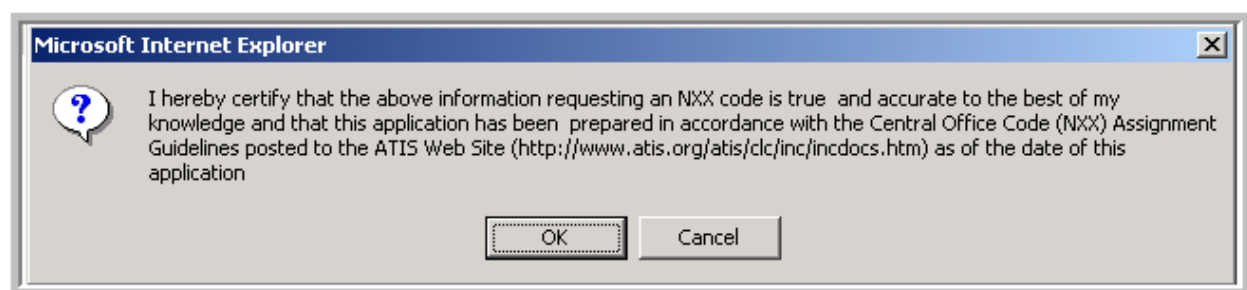 Microsoft Internet Explorer
I hereby certify that the above information requesting an NXX code is true  and accurate to the best of my
knowledge and that this application has been  prepared in accordance with the Central Office Code (NXX) Assignment
Guidelines posted to the ATIS Web Site (http://www.atis.org/atis/clc/inc/incdocs.htm) as of the date of this
application
OK Cancel